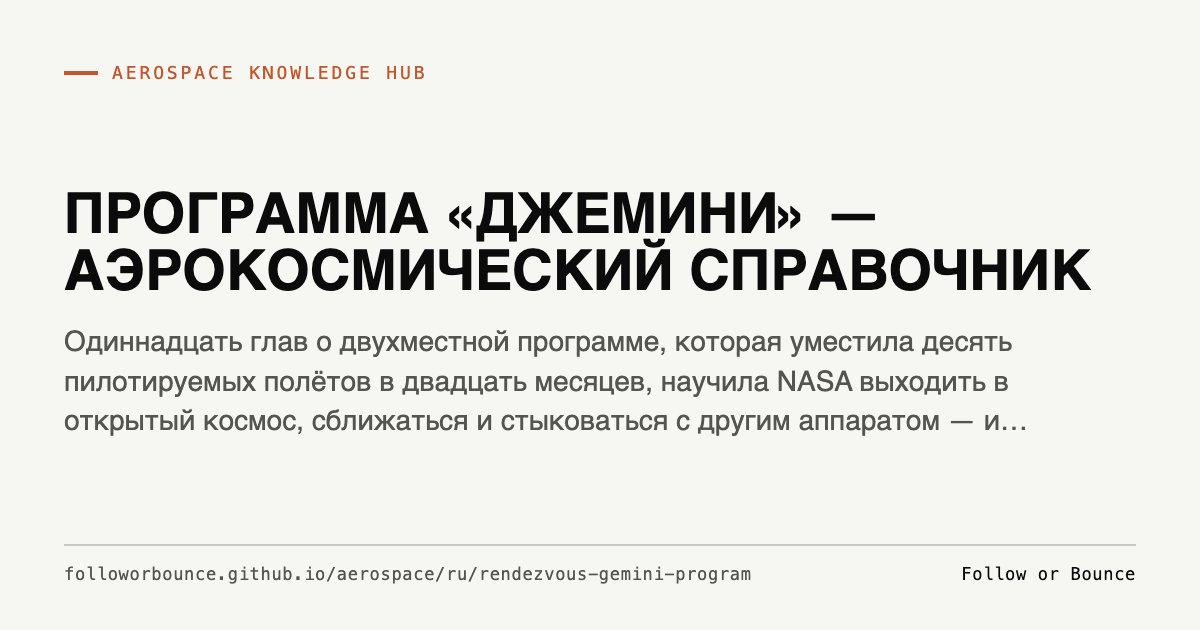 AEROSPACE KNOWLEDGE HUB
ПРОГРАММА «ДЖЕМИНИ» —
АЭРОКОСМИЧЕСКИЙ СПРАВОЧНИК
Одиннадцать глав о двухместной программе, которая уместила десять
пилотируемых полётов в двадцать месяцев, научила NASA выходить в
открытый космос, сближаться и стыковаться с другим аппаратом — и…
followorbounce.github.io/aerospace/ru/rendezvous-gemini-program
Follow or Bounce